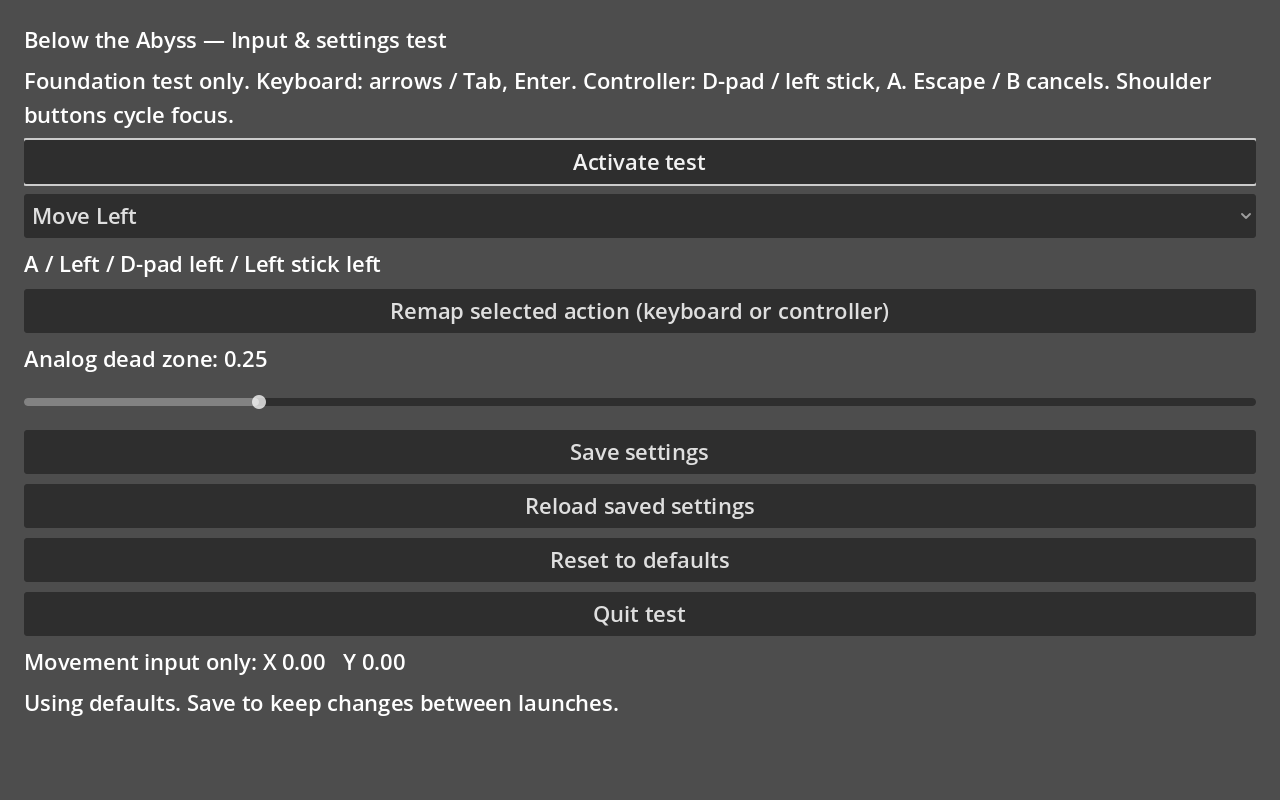 Below the Abyss — Input & settings test
Foundation test only. Keyboard: arrows / Tab, Enter. Controller: D-pad / left stick, A. Escape / B cancels. Shoulder
buttons cycle focus.
Activate test
Move Left
A / Left / D-pad left / Left stick left
Remap selected action (keyboard or controller)
Analog dead zone: 0.25
Save settings
Reload saved settings
Reset to defaults
Quit test
Movement input only: X 0.00   Y 0.00
Using defaults. Save to keep changes between launches.